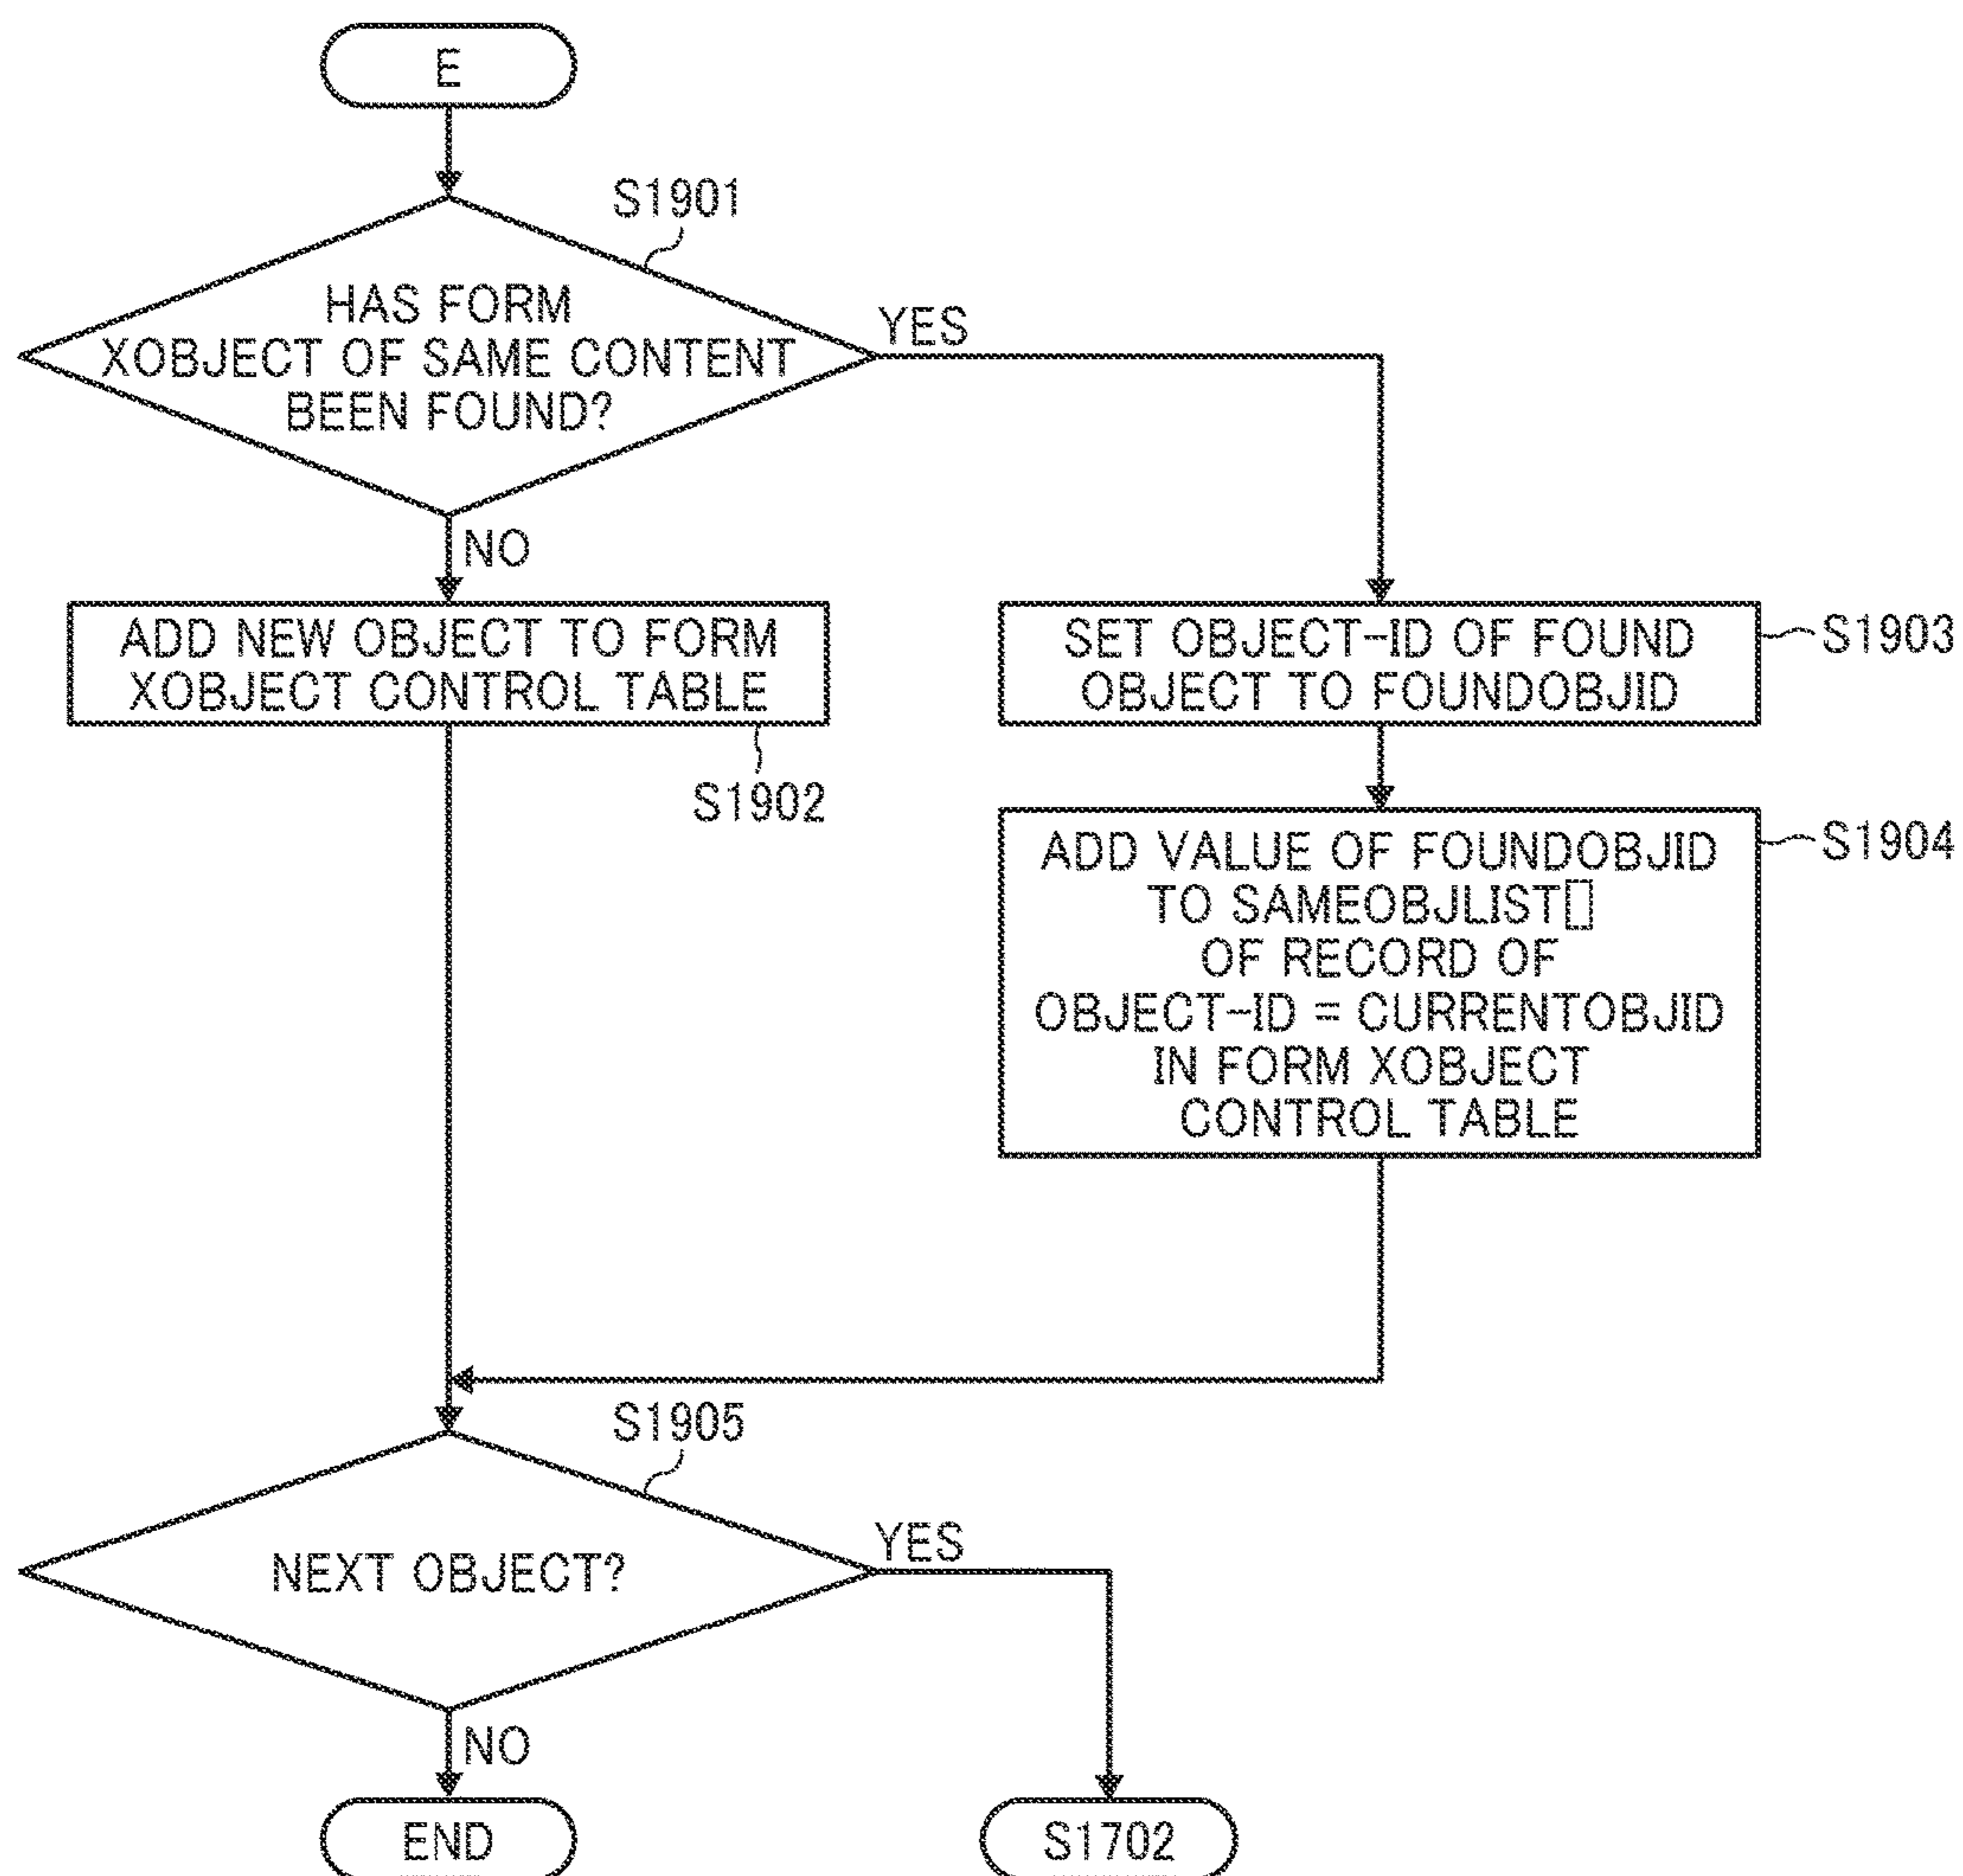 E
S1901
HAS FORM
XOBJECT OF SAME CONTENT
BEEN FOUND?
YES
NO
ADD NEW OBJECT TO FORM
XOBJECT CONTROL TABLE
S1902
SET OBJECT-ID OF FOUND
OBJECT TO FOUNDOBJID
S1903
ADD VALUE OF FOUNDOBJID
TO SAMEOBJLIST[]
OF RECORD OF
OBJECT-ID = CURRENTOBJID
IN FORM XOBJECT
CONTROL TABLE
S1904
S1905
NEXT OBJECT?
YES
NO
END
S1702